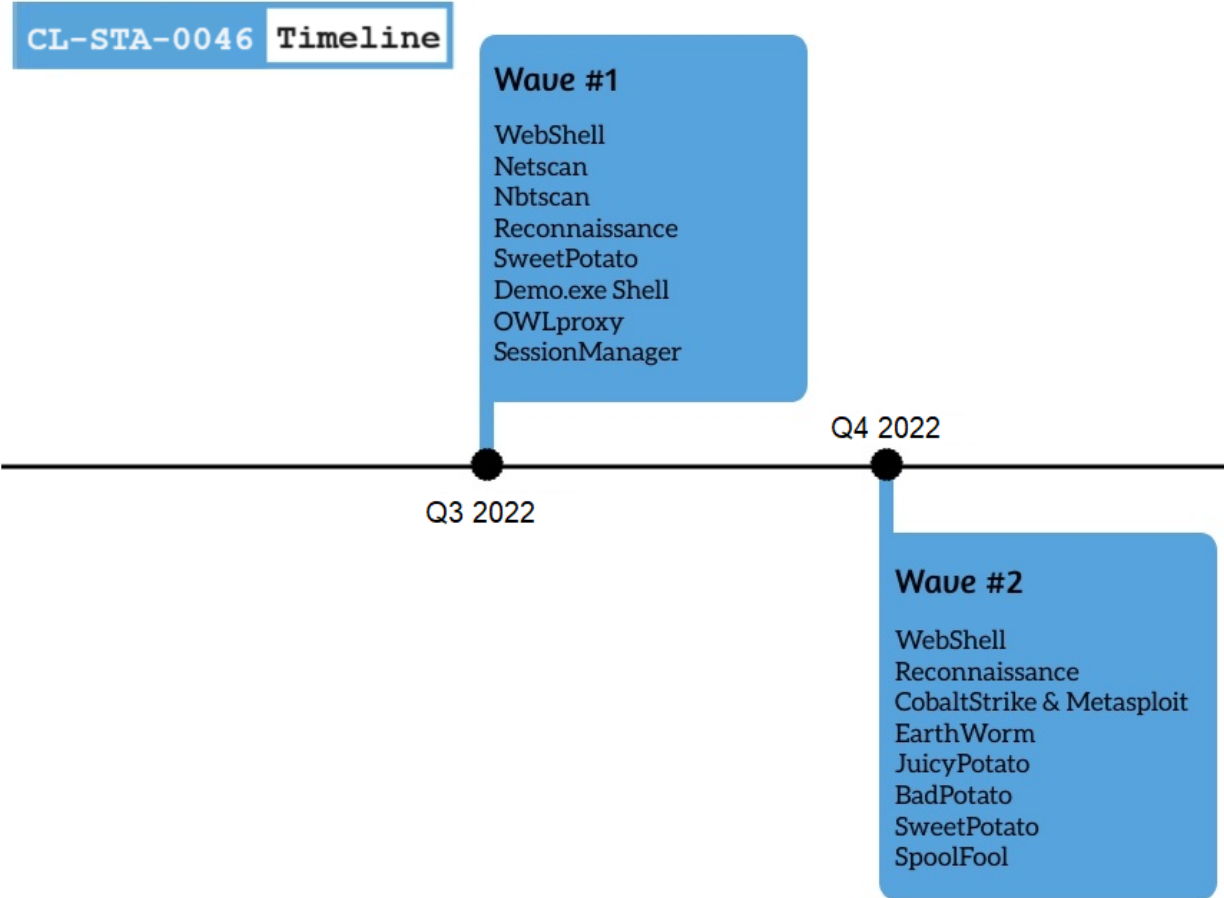 CL-STA-0046 Timeline
Wave #1
WebShell
Netscan
Nbtscan
Reconnaissance
SweetPotato
Demo.exe Shell
OWLproxy
SessionManager
Q3 2022
Q4 2022
Wave #2
WebShell
Reconnaissance
CobaltStrike & Metasploit
EarthWorm
JuicyPotato
BadPotato
SweetPotato
SpoolFool